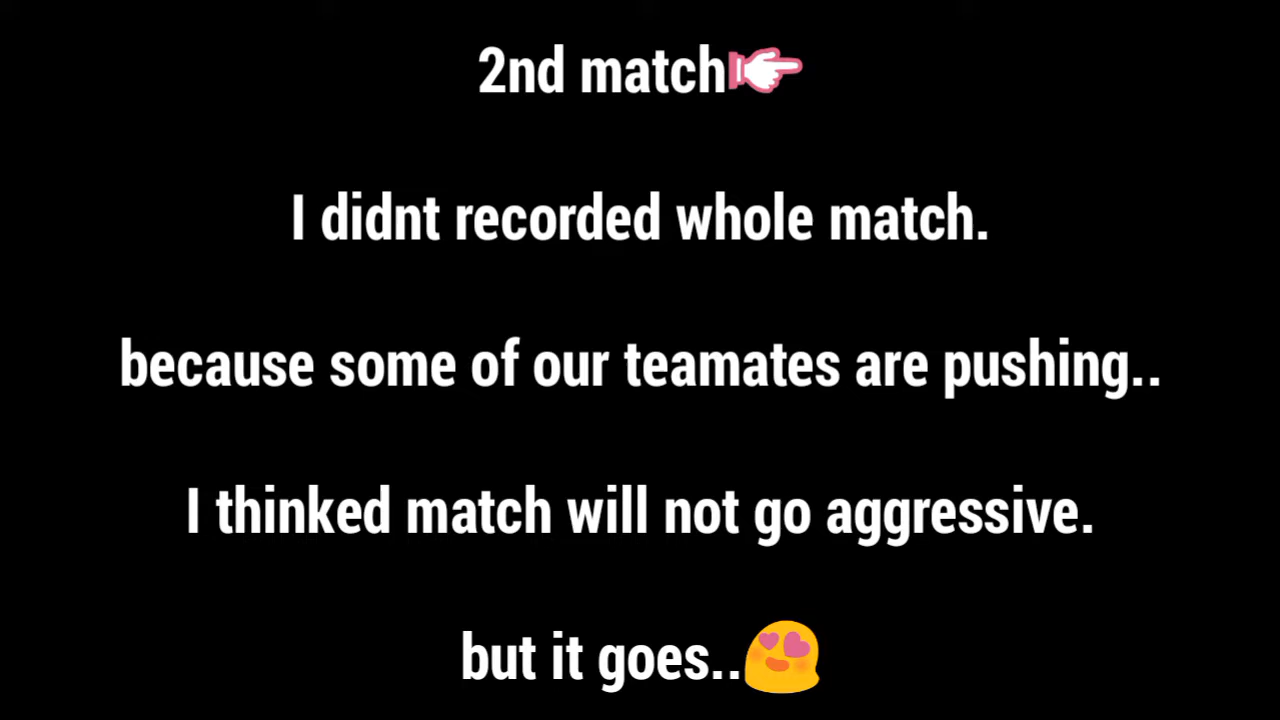 2nd match👉
I didnt recorded whole match.
because some of our teamates are pushing..
I thinked match will not go aggressive.
but it goes..😍